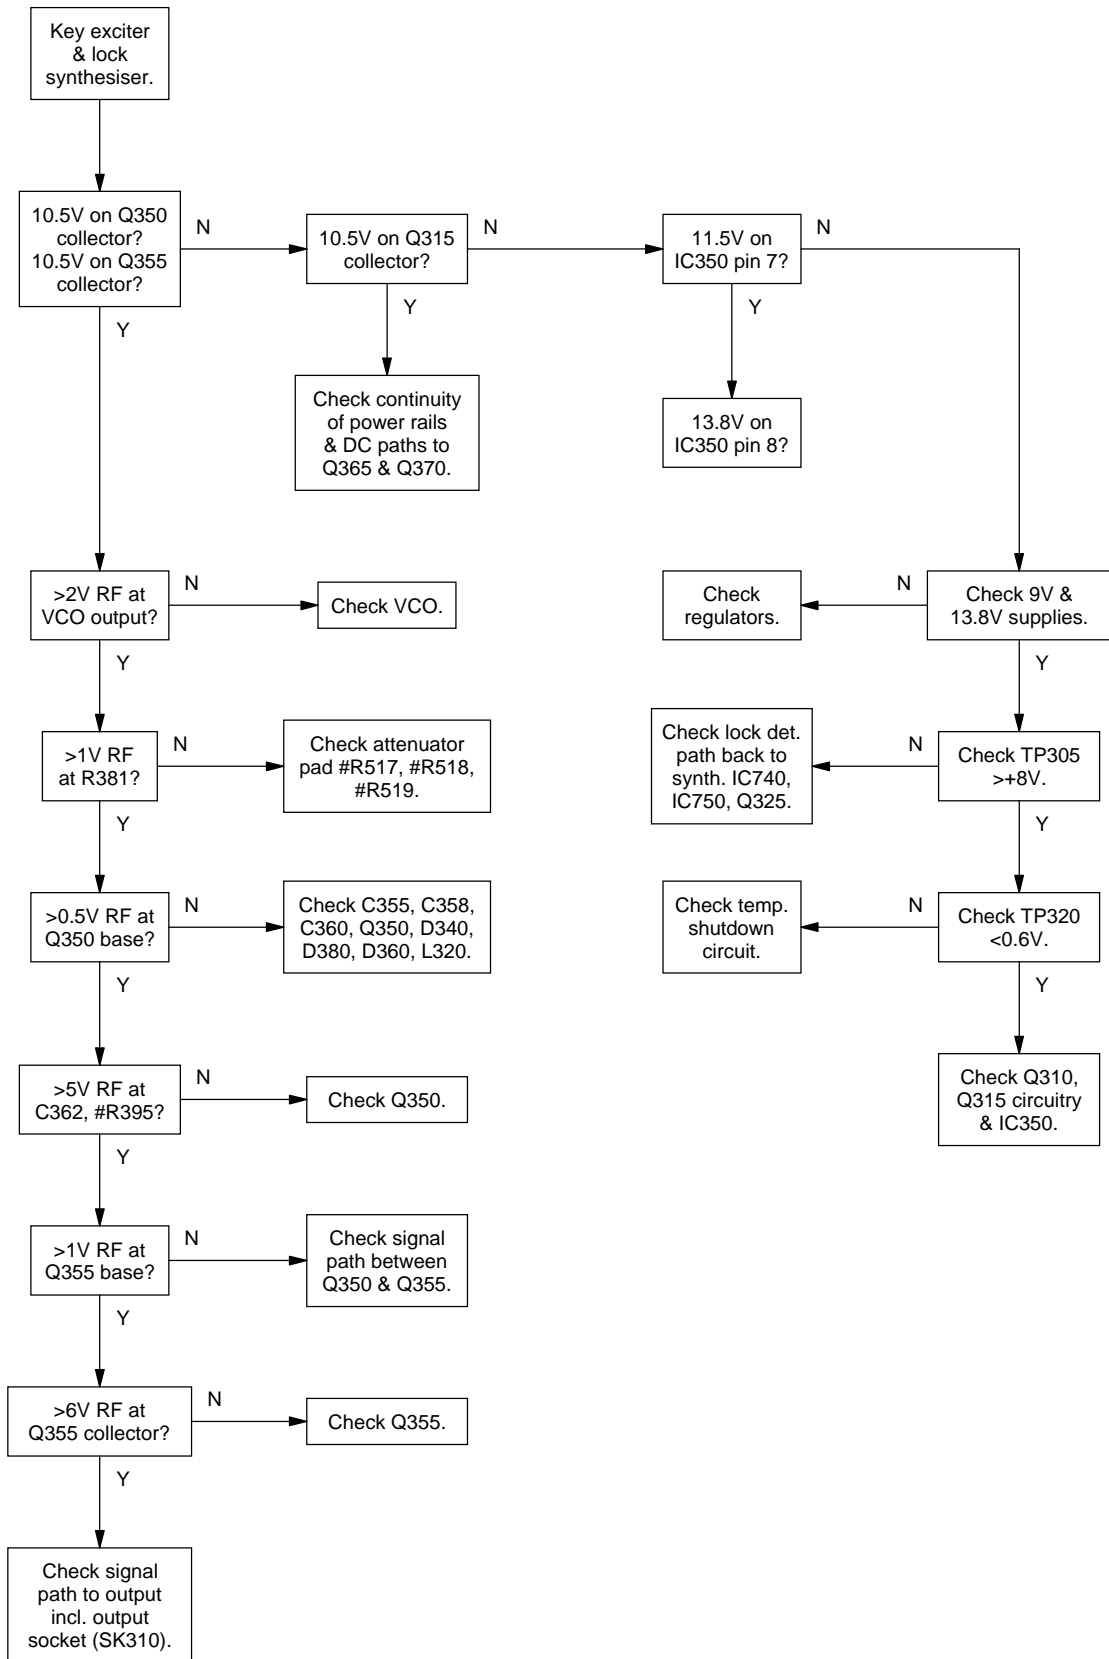 Key exciter
& lock
synthesiser.
10.5V on Q350
collector?
10.5V on Q355
collector?
N
Y
10.5V on Q315
collector?
N
Y
11.5V on
IC350 pin 7?
N
Y
Check continuity
of power rails
& DC paths to
Q365 & Q370.
13.8V on
IC350 pin 8?
>2V RF at
VCO output?
N
Y
Check VCO.
Check
regulators.
N
Check 9V &
13.8V supplies.
Y
>1V RF
at R381?
N
Y
Check attenuator
pad #R517, #R518,
#R519.
Check lock det.
path back to
synth. IC740,
IC750, Q325.
N
Check TP305
>+8V.
Y
>0.5V RF at
Q350 base?
N
Y
Check C355, C358,
C360, Q350, D340,
D380, D360, L320.
Check temp.
shutdown
circuit.
N
Check TP320
<0.6V.
Y
>5V RF at
C362, #R395?
N
Y
Check Q350.
Check Q310,
Q315 circuitry
& IC350.
>1V RF at
Q355 base?
N
Y
Check signal
path between
Q350 & Q355.
>6V RF at
Q355 collector?
N
Y
Check Q355.
Check signal
path to output
incl. output
socket (SK310).